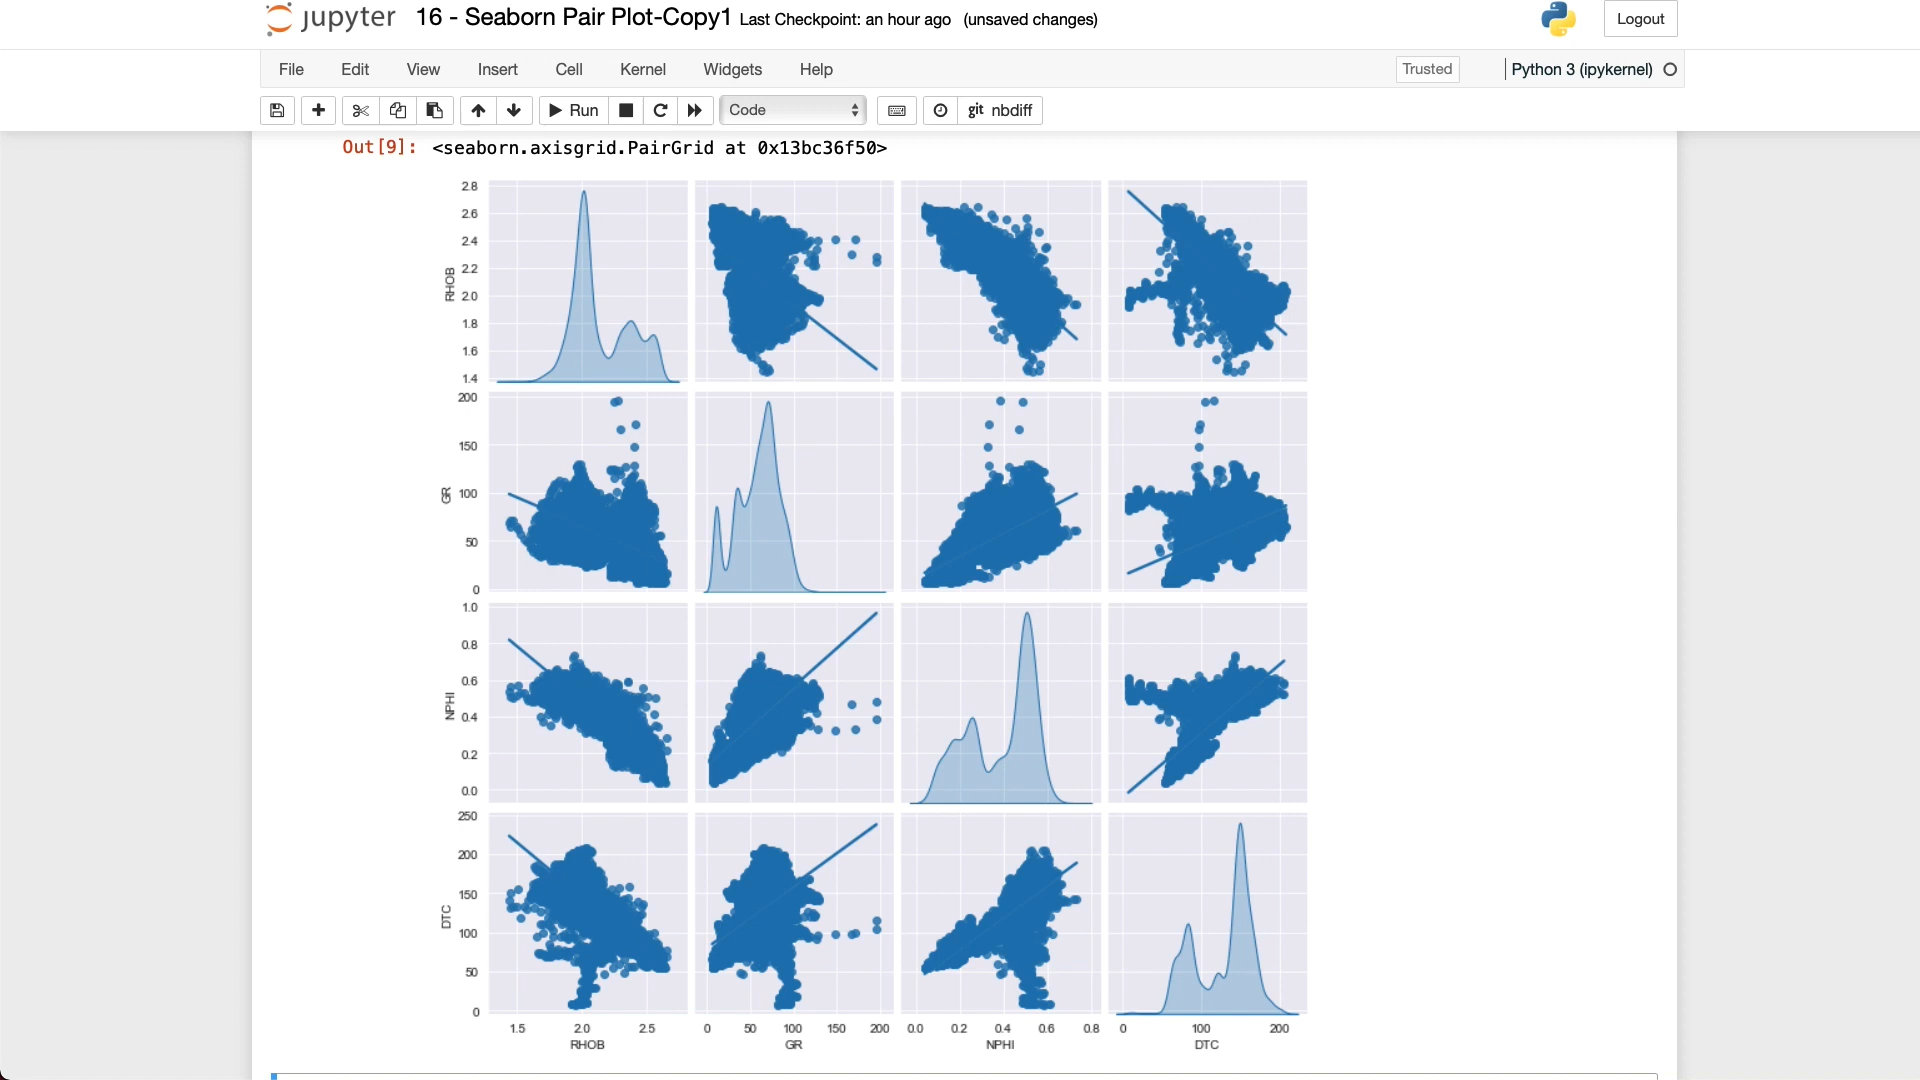 jupyter 16 - Seaborn Pair Plot-Copy1 Last Checkpoint: an hour ago (unsaved changes) Logout
File Edit View Insert Cell Kernel Widgets Help Trusted Python 3 (ipykernel)
Run Code git nbdiff
Out[9]: <seaborn.axisgrid.PairGrid at 0x13bc36f50>
2.8
2.6
2.4
2.2
2.0
1.8
1.6
1.4
RHOB
200
150
100
50
0
GR
1.0
0.8
0.6
0.4
0.2
0.0
NPHI
250
200
150
100
50
0
DTC
1.5 2.0 2.5 0 50 100 150 200 0.0 0.2 0.4 0.6 0.8 0 100 200
RHOB GR NPHI DTC